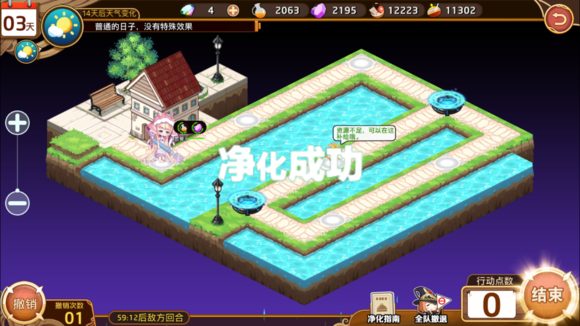 03天
14天后天气变化
4
2063
2195
12223
11302
普通的日子，没有特殊效果
资源不足，可以在这
补给哦。
净化成功
撤销
撤销次数
01
59:12后敌方回合
净化指南
全队撤退
行动点数
0
结束